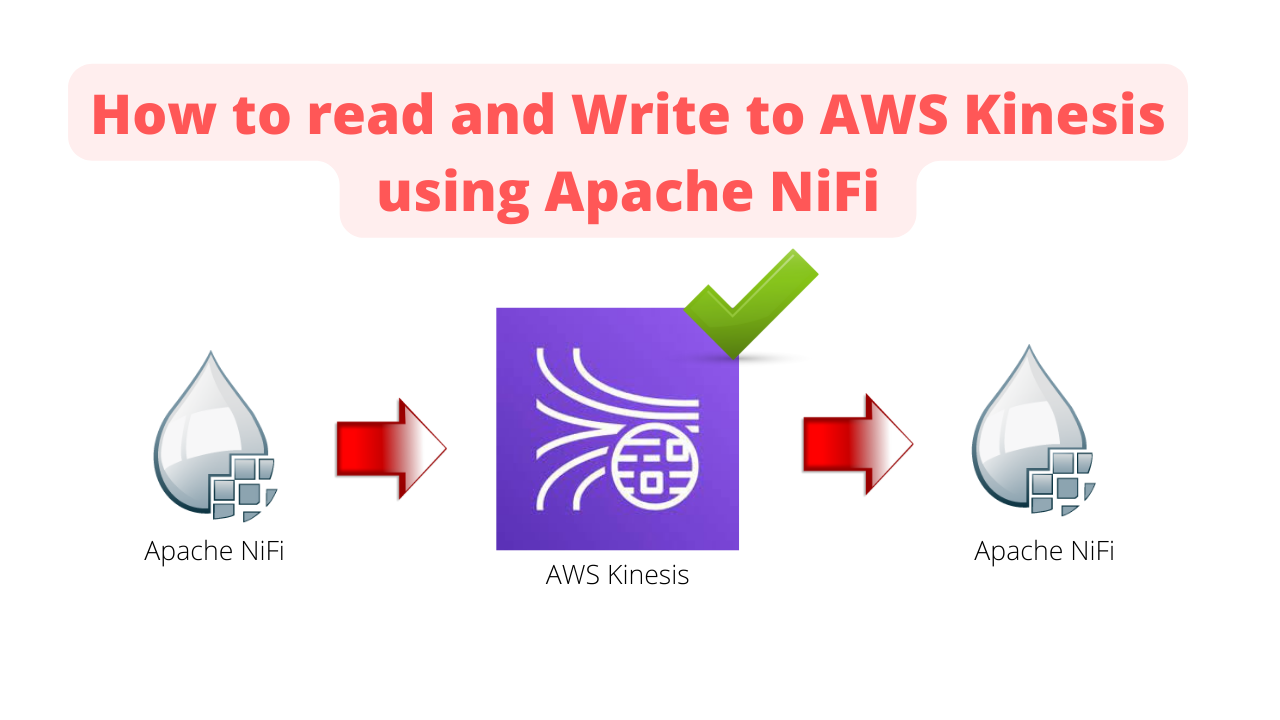 How to read and Write to AWS Kinesis
using Apache NiFi
Apache NiFi
AWS Kinesis
Apache NiFi